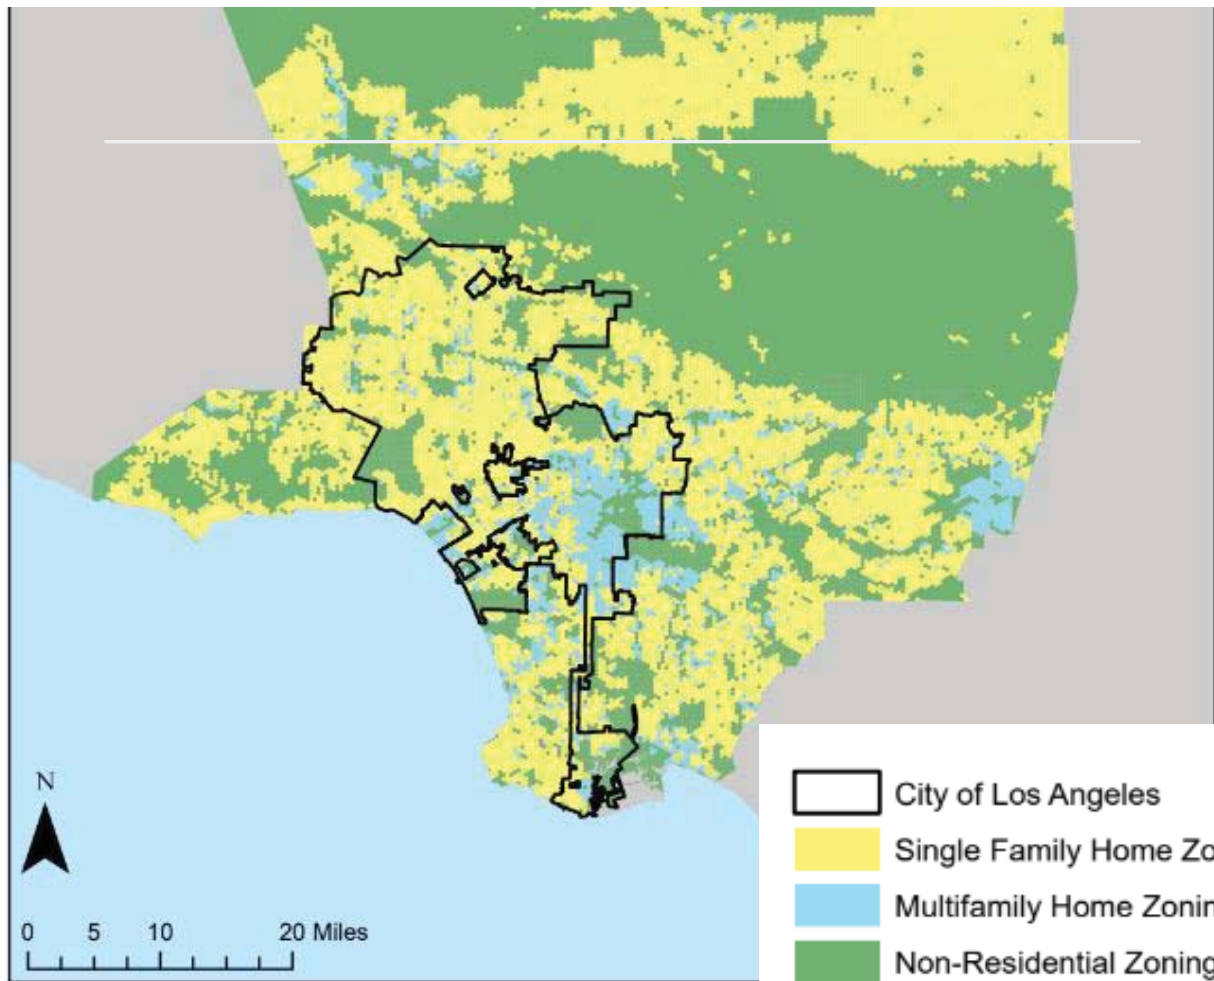 N
0 5 10 20 Miles
City of Los Angeles
Single Family Home Zo
Multifamily Home Zonin
Non-Residential Zoning